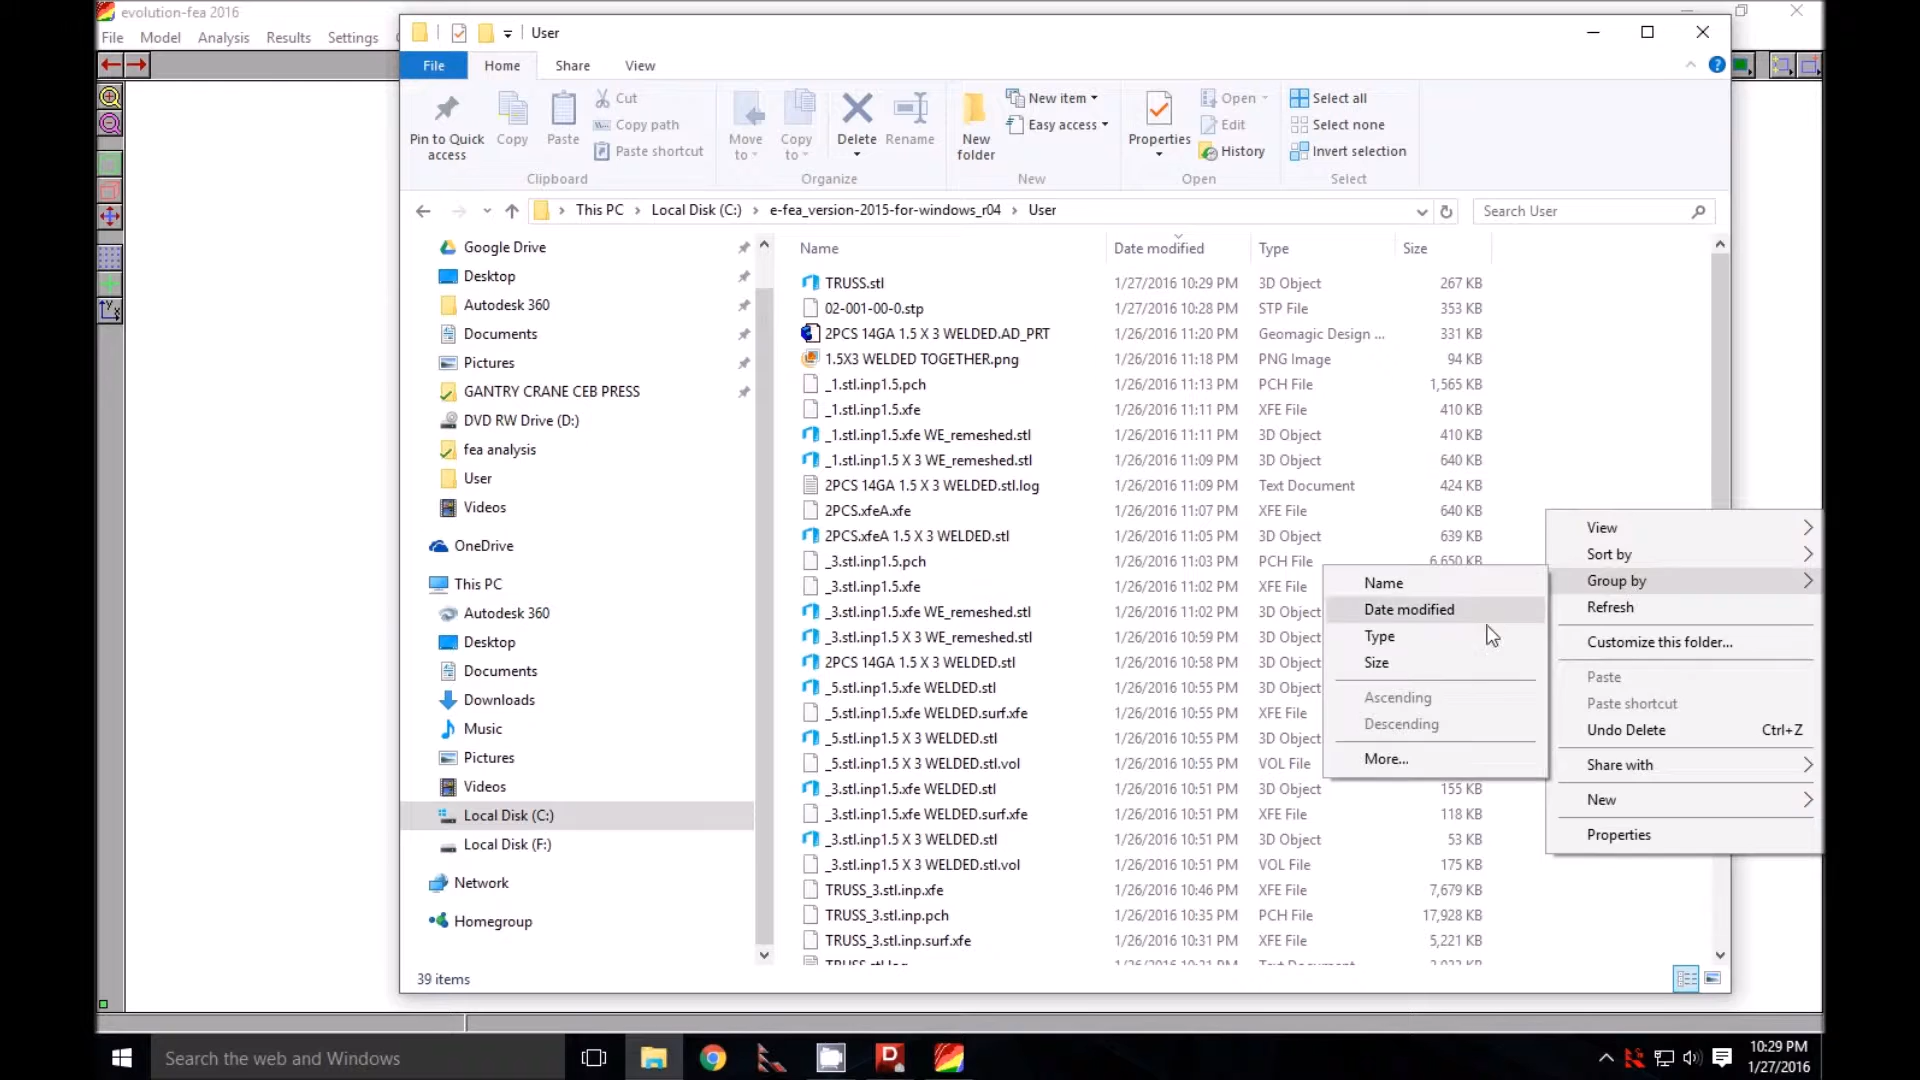 evolution-fea 2016
File Model Analysis Results Settings
User
File Home Share View
Pin to Quick access
Copy
Paste
Cut
Copy path
Paste shortcut
Clipboard
Move to
Copy to
Delete
Rename
Organize
New folder
New item
Easy access
New
Properties
Open
Edit
History
Open
Select all
Select none
Invert selection
Select
This PC > Local Disk (C:) > e-fea_version-2015-for-windows_r04 > User
Search User
Google Drive
Desktop
Autodesk 360
Documents
Pictures
GANTRY CRANE CEB PRESS
DVD RW Drive (D:)
fea analysis
User
Videos
OneDrive
This PC
Autodesk 360
Desktop
Documents
Downloads
Music
Pictures
Videos
Local Disk (C:)
Local Disk (F:)
Network
Homegroup
39 items
Name Date modified Type Size
TRUSS.stl 1/27/2016 10:29 PM 3D Object 267 KB
02-001-00-0.stp 1/27/2016 10:28 PM STP File 353 KB
2PCS 14GA 1.5 X 3 WELDED.AD_PRT 1/26/2016 11:20 PM Geomagic Design ... 331 KB
1.5X3 WELDED TOGETHER.png 1/26/2016 11:18 PM PNG Image 94 KB
_1.stl.inp1.5.pch 1/26/2016 11:13 PM PCH File 1,565 KB
_1.stl.inp1.5.xfe 1/26/2016 11:11 PM XFE File 410 KB
_1.stl.inp1.5.xfe WE_remeshed.stl 1/26/2016 11:11 PM 3D Object 410 KB
_1.stl.inp1.5 X 3 WE_remeshed.stl 1/26/2016 11:09 PM 3D Object 640 KB
2PCS 14GA 1.5 X 3 WELDED.stl.log 1/26/2016 11:09 PM Text Document 424 KB
2PCS.xfeA.xfe 1/26/2016 11:07 PM XFE File 640 KB
2PCS.xfeA 1.5 X 3 WELDED.stl 1/26/2016 11:05 PM 3D Object 639 KB
_3.stl.inp1.5.pch 1/26/2016 11:03 PM PCH File 6,650 KB
_3.stl.inp1.5.xfe 1/26/2016 11:02 PM XFE File
_3.stl.inp1.5.xfe WE_remeshed.stl 1/26/2016 11:02 PM 3D Object
_3.stl.inp1.5 X 3 WE_remeshed.stl 1/26/2016 10:59 PM 3D Object
2PCS 14GA 1.5 X 3 WELDED.stl 1/26/2016 10:58 PM 3D Object
_5.stl.inp1.5.xfe WELDED.stl 1/26/2016 10:55 PM 3D Object
_5.stl.inp1.5.xfe WELDED.surf.xfe 1/26/2016 10:55 PM XFE File
_5.stl.inp1.5 X 3 WELDED.stl 1/26/2016 10:55 PM 3D Object
_5.stl.inp1.5 X 3 WELDED.stl.vol 1/26/2016 10:55 PM VOL File
_3.stl.inp1.5.xfe WELDED.stl 1/26/2016 10:51 PM 3D Object 155 KB
_3.stl.inp1.5.xfe WELDED.surf.xfe 1/26/2016 10:51 PM XFE File 118 KB
_3.stl.inp1.5 X 3 WELDED.stl 1/26/2016 10:51 PM 3D Object 53 KB
_3.stl.inp1.5 X 3 WELDED.stl.vol 1/26/2016 10:51 PM VOL File 175 KB
TRUSS_3.stl.inp.xfe 1/26/2016 10:46 PM XFE File 7,679 KB
TRUSS_3.stl.inp.pch 1/26/2016 10:35 PM PCH File 17,928 KB
TRUSS_3.stl.inp.surf.xfe 1/26/2016 10:31 PM XFE File 5,221 KB
Name
Date modified
Type
Size
Ascending
Descending
More...
View
Sort by
Group by
Refresh
Customize this folder...
Paste
Paste shortcut
Undo Delete Ctrl+Z
Share with
New
Properties
Search the web and Windows
10:29 PM
1/27/2016